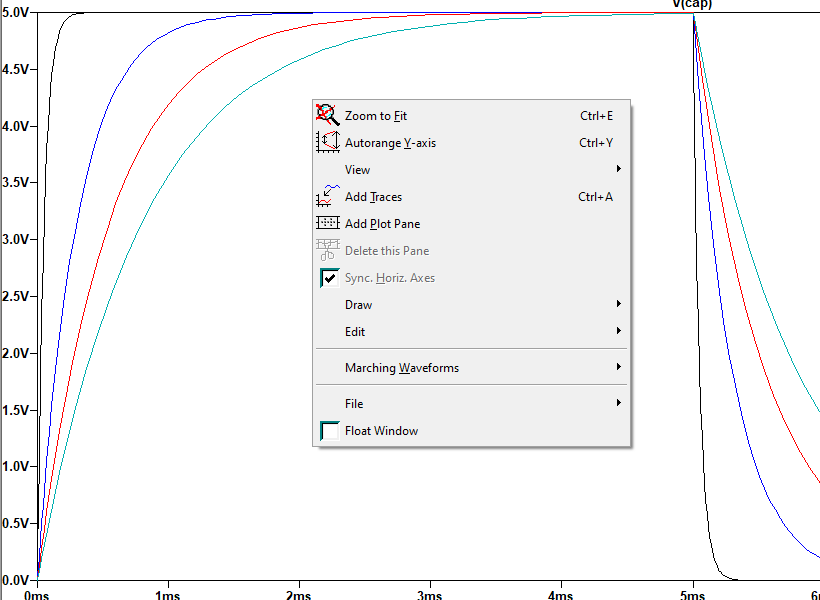 V(cap)
5.0V
4.5V
4.0V
3.5V
3.0V
2.5V
2.0V
1.5V
1.0V
0.5V
0.0V
Zoom to Fit Ctrl+E
Autorange Y-axis Ctrl+Y
View
Add Traces Ctrl+A
Add Plot Pane
Delete this Pane
Sync. Horiz. Axes
Draw
Edit
Marching Waveforms
File
Float Window
0ms 1ms 2ms 3ms 4ms 5ms